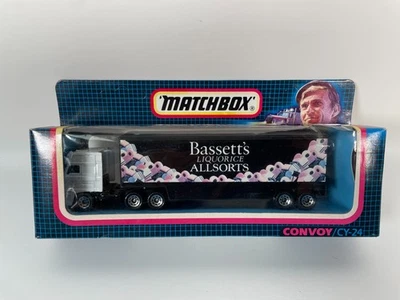 MATCHBOX
Bassett's
LIQUORICE
ALLSORTS
CONVOY/CY-24